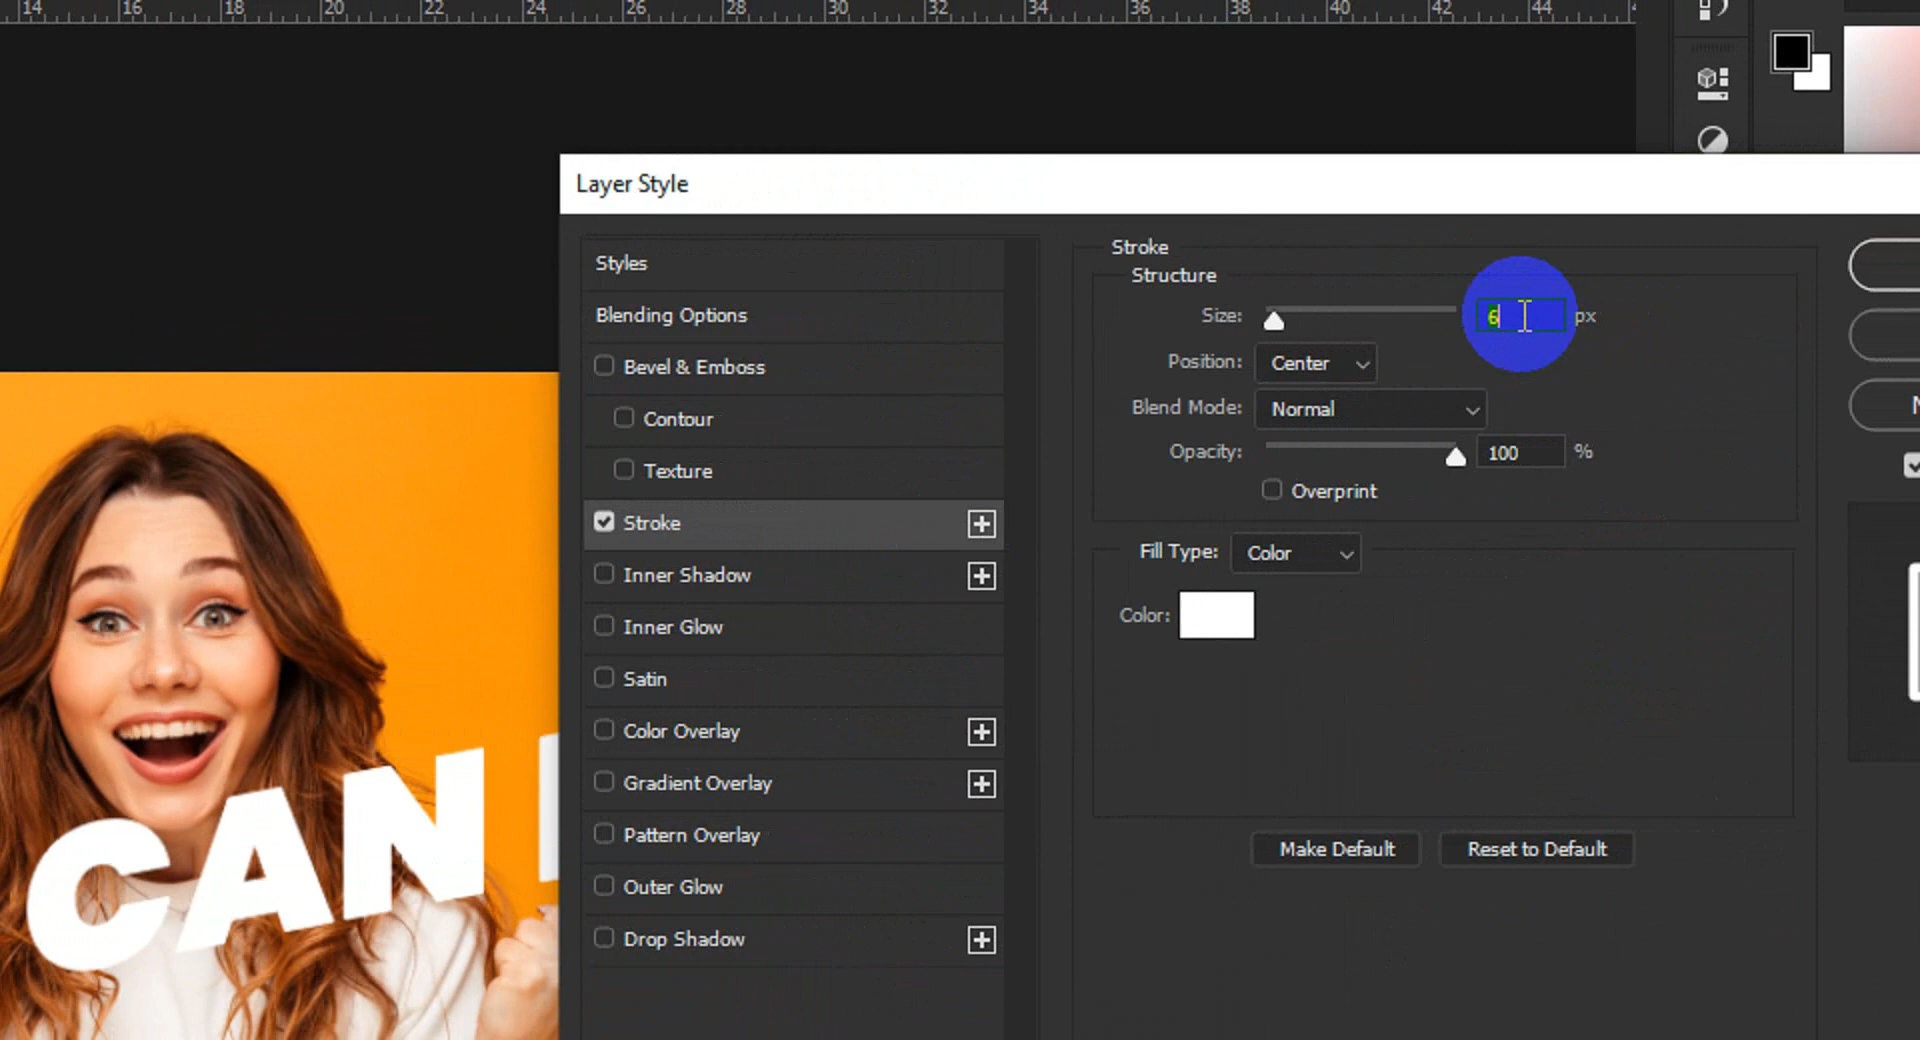 14 16 18 20 22 24 26 28 30 32 34 36 38 40 42 44
Layer Style
Styles
Blending Options
Bevel & Emboss
Contour
Texture
Stroke
Inner Shadow
Inner Glow
Satin
Color Overlay
Gradient Overlay
Pattern Overlay
Outer Glow
Drop Shadow
Stroke
Structure
Size: 6 px
Position: Center
Blend Mode: Normal
Opacity: 100 %
Overprint
Fill Type: Color
Color:
Make Default Reset to Default
CAN